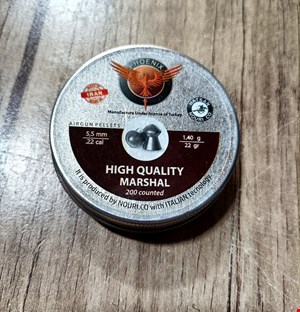 PHOENIX
IRAN
Manufacture Under licence of Turkey
AIRGUN PELLETS
5,5 mm
.22 cal
1,40 g
22 gr
HIGH QUALITY
MARSHAL
200 counted
It is produced by NOURI.CO with ITALIAN tecnology